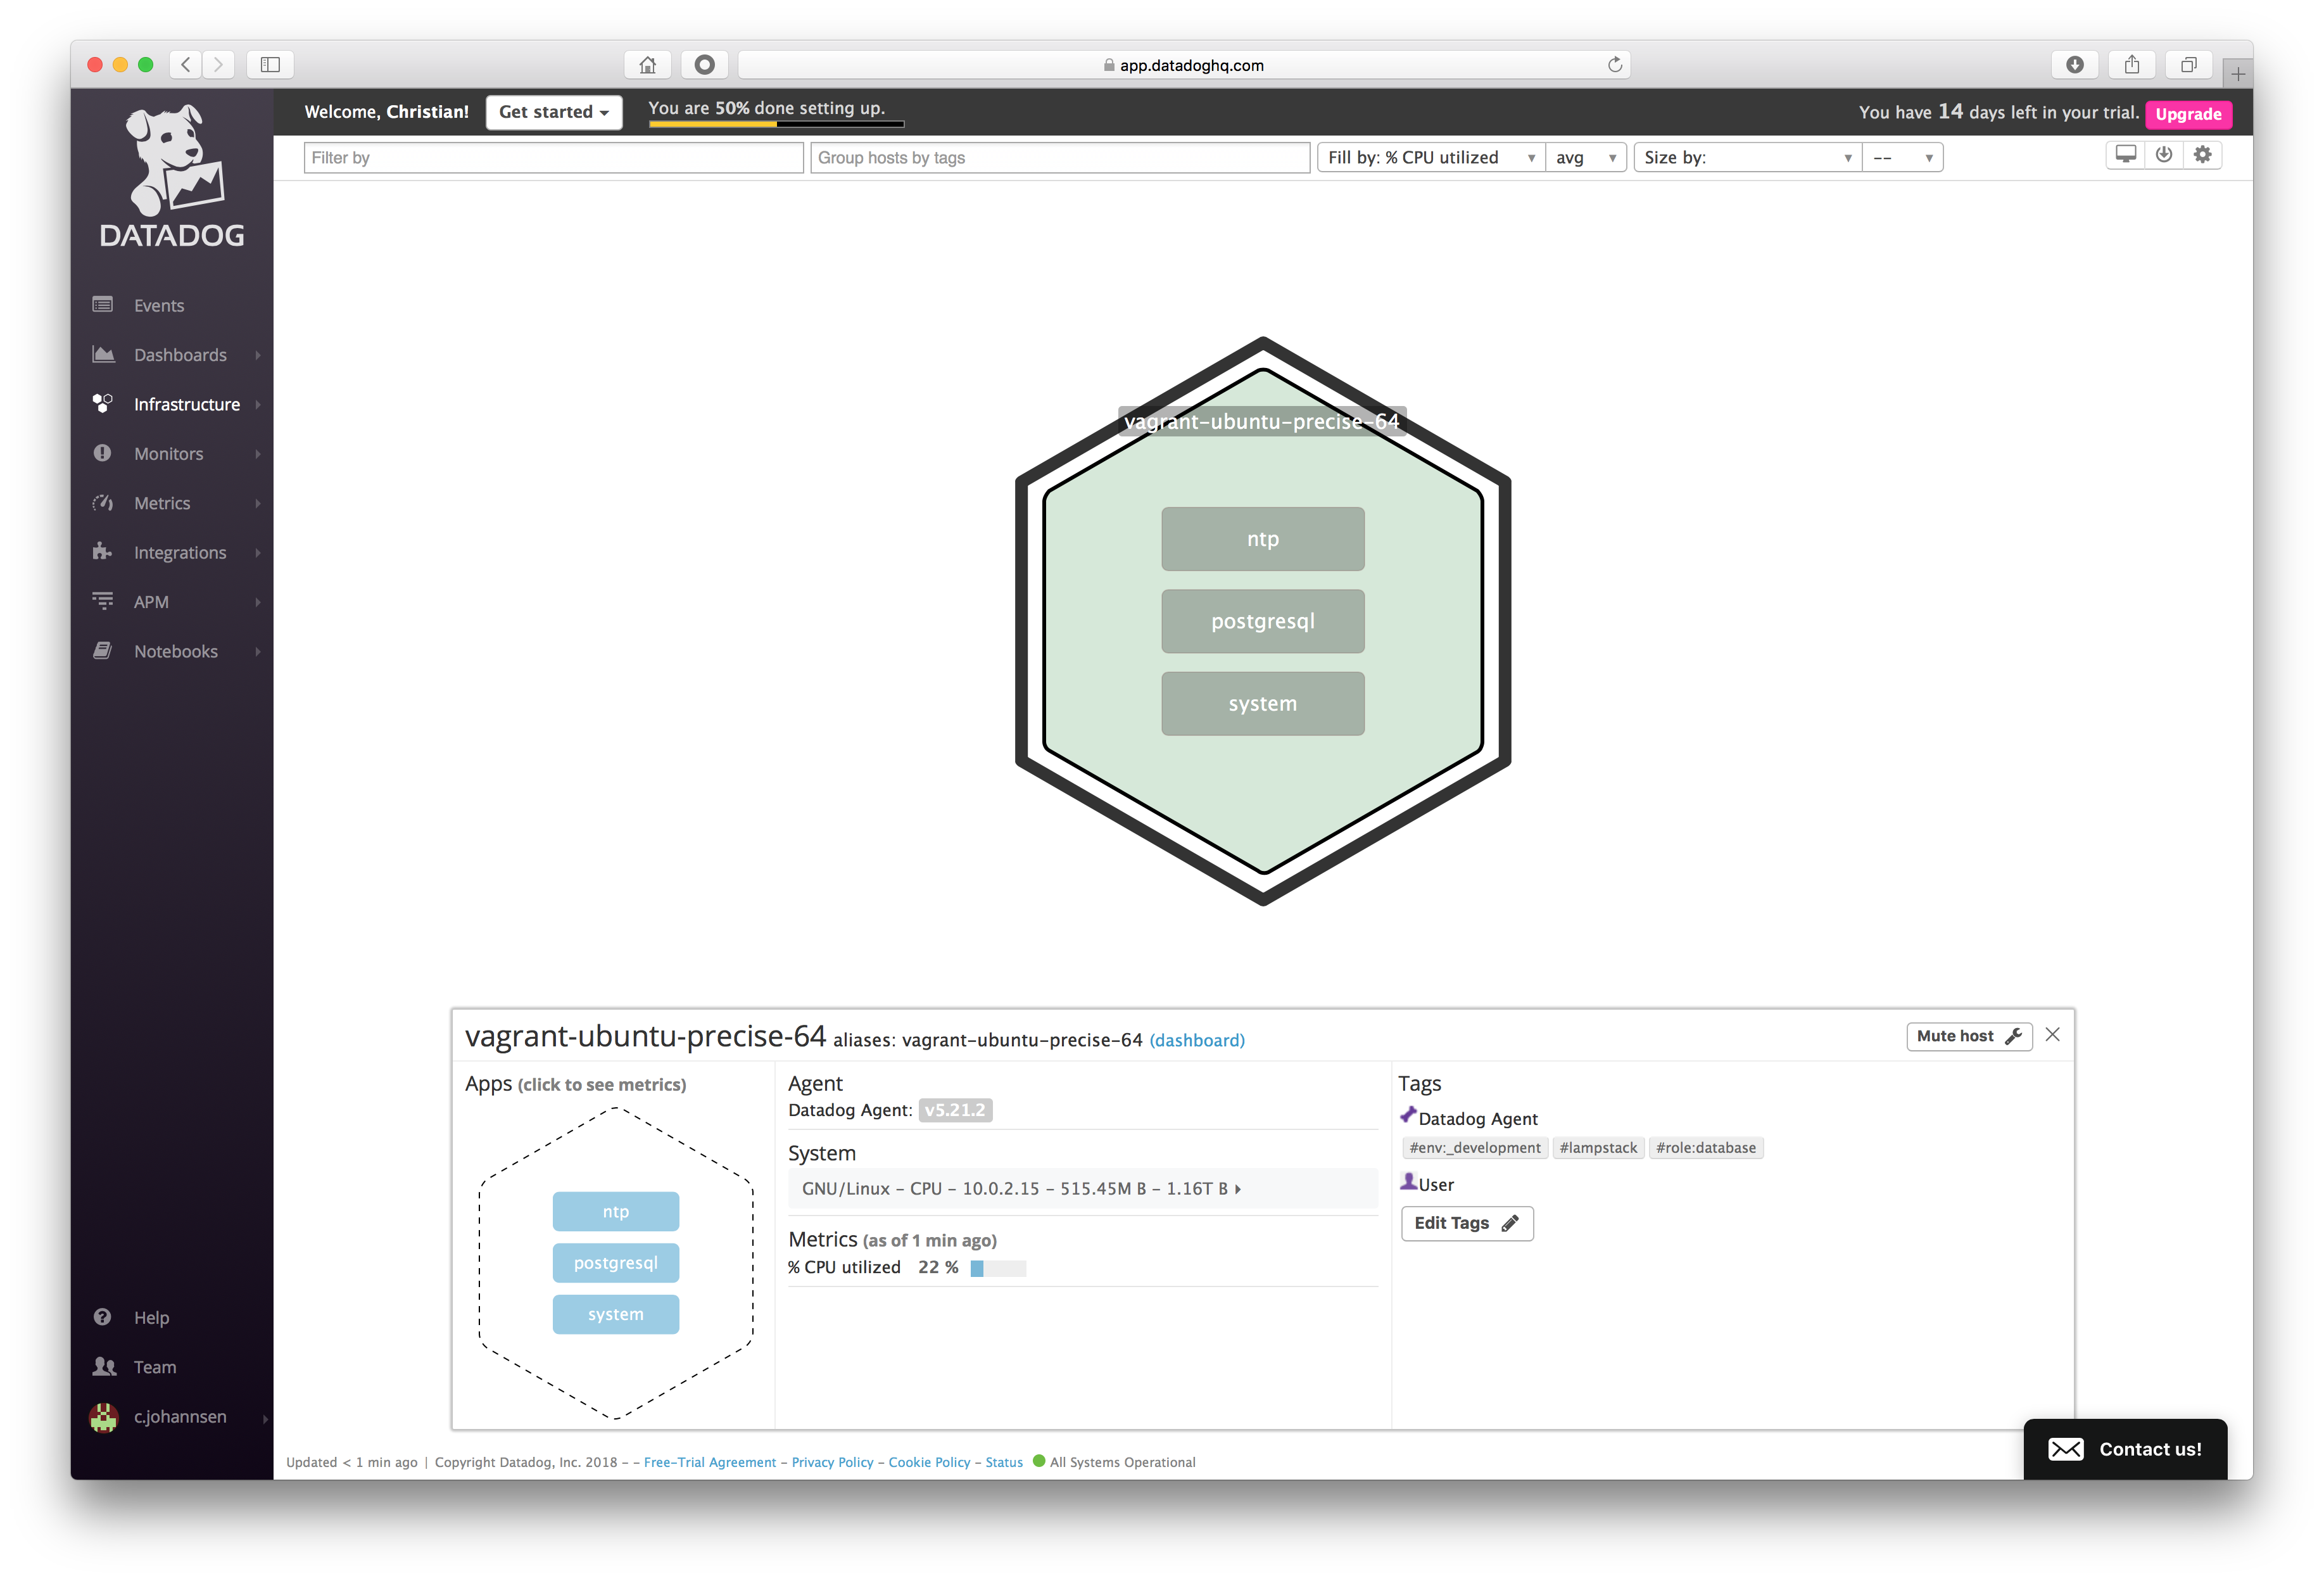 app.datadoghq.com
DATADOG
Welcome, Christian!
Get started
You are 50% done setting up.
You have 14 days left in your trial.
Upgrade
Filter by
Group hosts by tags
Fill by: % CPU utilized
avg
Size by:
--
Events
Dashboards
Infrastructure
Monitors
Metrics
Integrations
APM
Notebooks
Help
Team
c.johannsen
vagrant-ubuntu-precise-64
ntp
postgresql
system
vagrant-ubuntu-precise-64 aliases: vagrant-ubuntu-precise-64 (dashboard)
Mute host
Apps (click to see metrics)
ntp
postgresql
system
Agent
Datadog Agent: v5.21.2
System
GNU/Linux - CPU - 10.0.2.15 - 515.45M B - 1.16T B
Metrics (as of 1 min ago)
% CPU utilized 22 %
Tags
Datadog Agent
#env:_development #lampstack #role:database
User
Edit Tags
Updated < 1 min ago | Copyright Datadog, Inc. 2018 - - Free-Trial Agreement - Privacy Policy - Cookie Policy - Status All Systems Operational
Contact us!